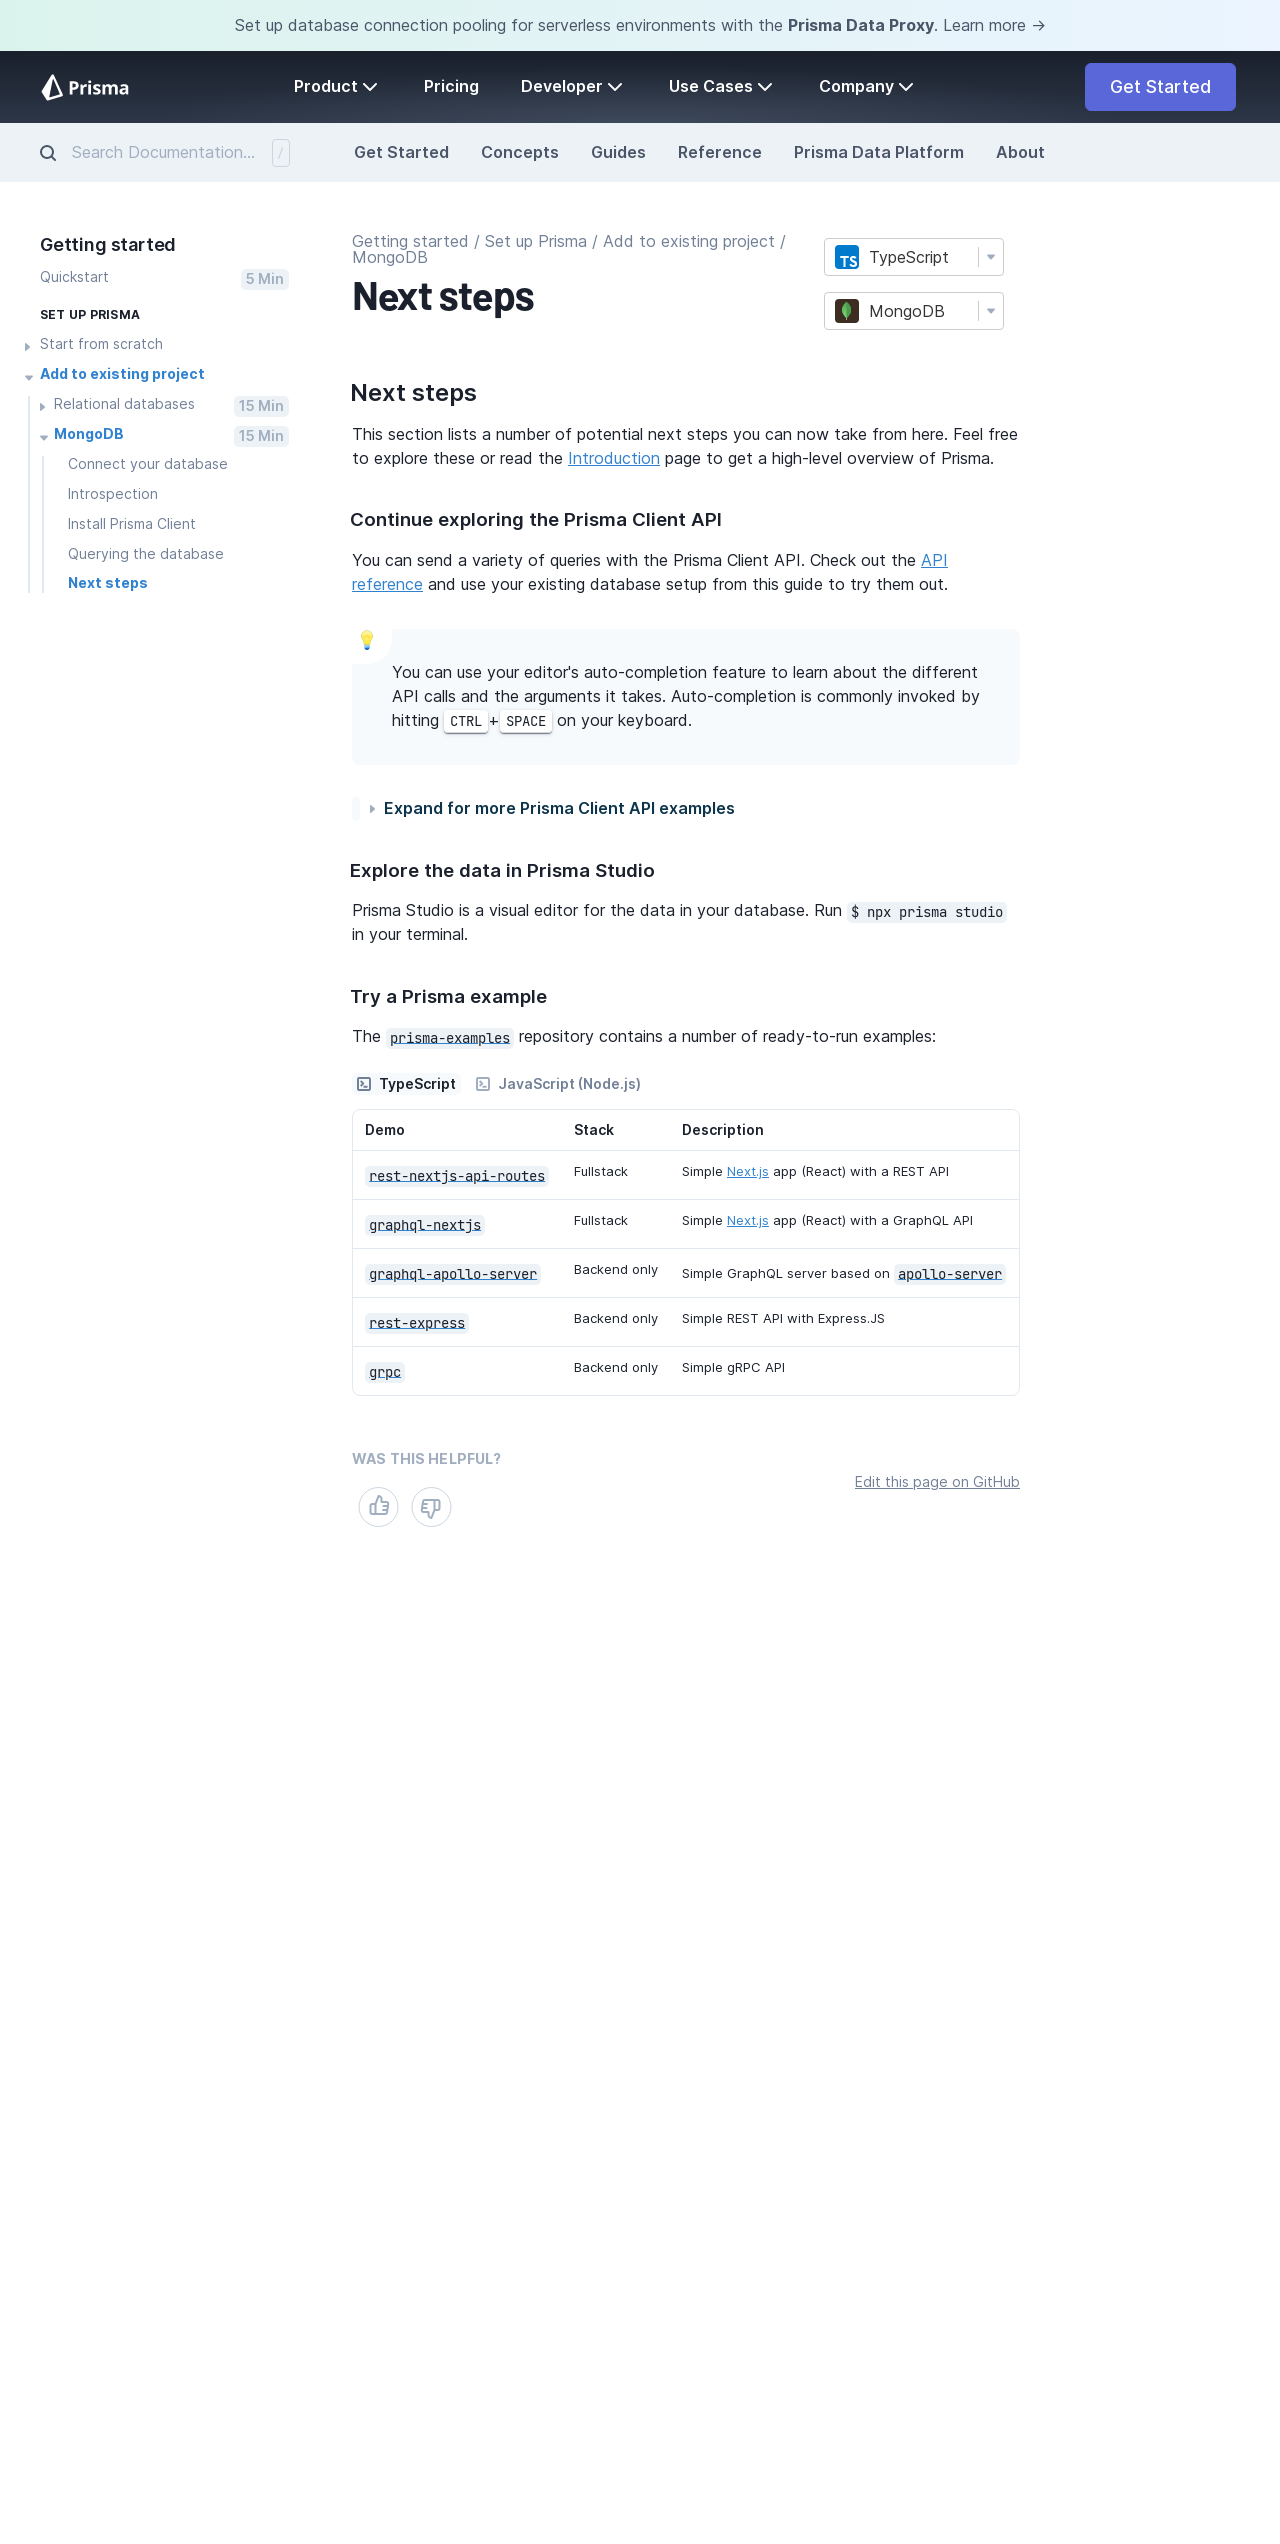 Set up database connection pooling for serverless environments with the Prisma Data Proxy. Learn more →
Prisma
Product
Pricing
Developer
Use Cases
Company
Get Started
Search Documentation...
/
Get Started
Concepts
Guides
Reference
Prisma Data Platform
About
Getting started
Quickstart
5 Min
SET UP PRISMA
Start from scratch
Add to existing project
Relational databases
15 Min
MongoDB
15 Min
Connect your database
Introspection
Install Prisma Client
Querying the database
Next steps
Getting started / Set up Prisma / Add to existing project /
MongoDB
Next steps
TS
TypeScript
MongoDB
Next steps
This section lists a number of potential next steps you can now take from here. Feel free
to explore these or read the Introduction page to get a high-level overview of Prisma.
Continue exploring the Prisma Client API
You can send a variety of queries with the Prisma Client API. Check out the API
reference and use your existing database setup from this guide to try them out.
You can use your editor's auto-completion feature to learn about the different
API calls and the arguments it takes. Auto-completion is commonly invoked by
hitting CTRL+SPACE on your keyboard.
Expand for more Prisma Client API examples
Explore the data in Prisma Studio
Prisma Studio is a visual editor for the data in your database. Run $ npx prisma studio
in your terminal.
Try a Prisma example
The prisma-examples repository contains a number of ready-to-run examples:
TypeScript
JavaScript (Node.js)
Demo Stack Description
rest-nextjs-api-routes Fullstack Simple Next.js app (React) with a REST API
graphql-nextjs Fullstack Simple Next.js app (React) with a GraphQL API
graphql-apollo-server Backend only Simple GraphQL server based on apollo-server
rest-express Backend only Simple REST API with Express.JS
grpc Backend only Simple gRPC API
WAS THIS HELPFUL?
Edit this page on GitHub